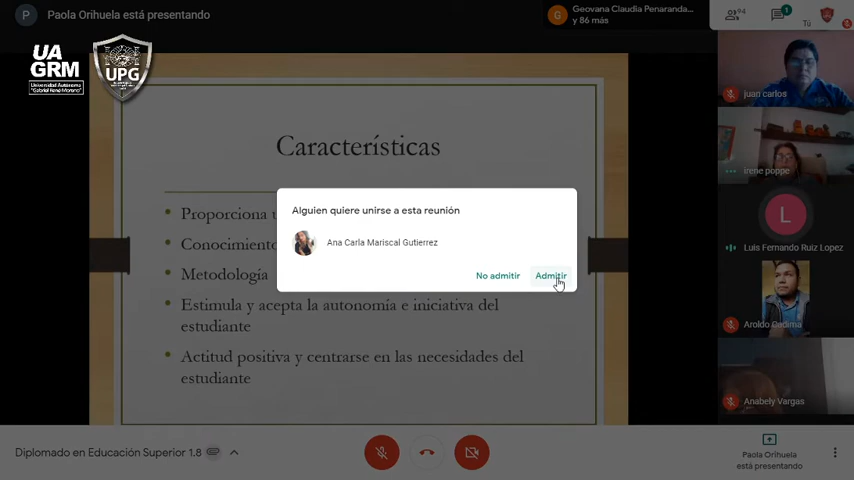 P
Paola Orihuela está presentando
G
Geovana Claudia Penaranda...
y 86 más
94
1
Tú
UA
GRM
Universidad Autonoma
"Gabriel René Moreno"
UPG
juan carlos
Características
irene poppe
Alguien quiere unirse a esta reunión
Proporciona u
Ana Carla Mariscal Gutierrez
L
Conocimiento
Luis Fernando Ruiz Lopez
Metodología
No admitir
Admitir
Estimula y acepta la autonomía e iniciativa del
estudiante
Aroldo Cadima
Actitud positiva y centrarse en las necesidades del
estudiante
Anabely Vargas
Diplomado en Educación Superior 1.8
Paola Orihuela
está presentando